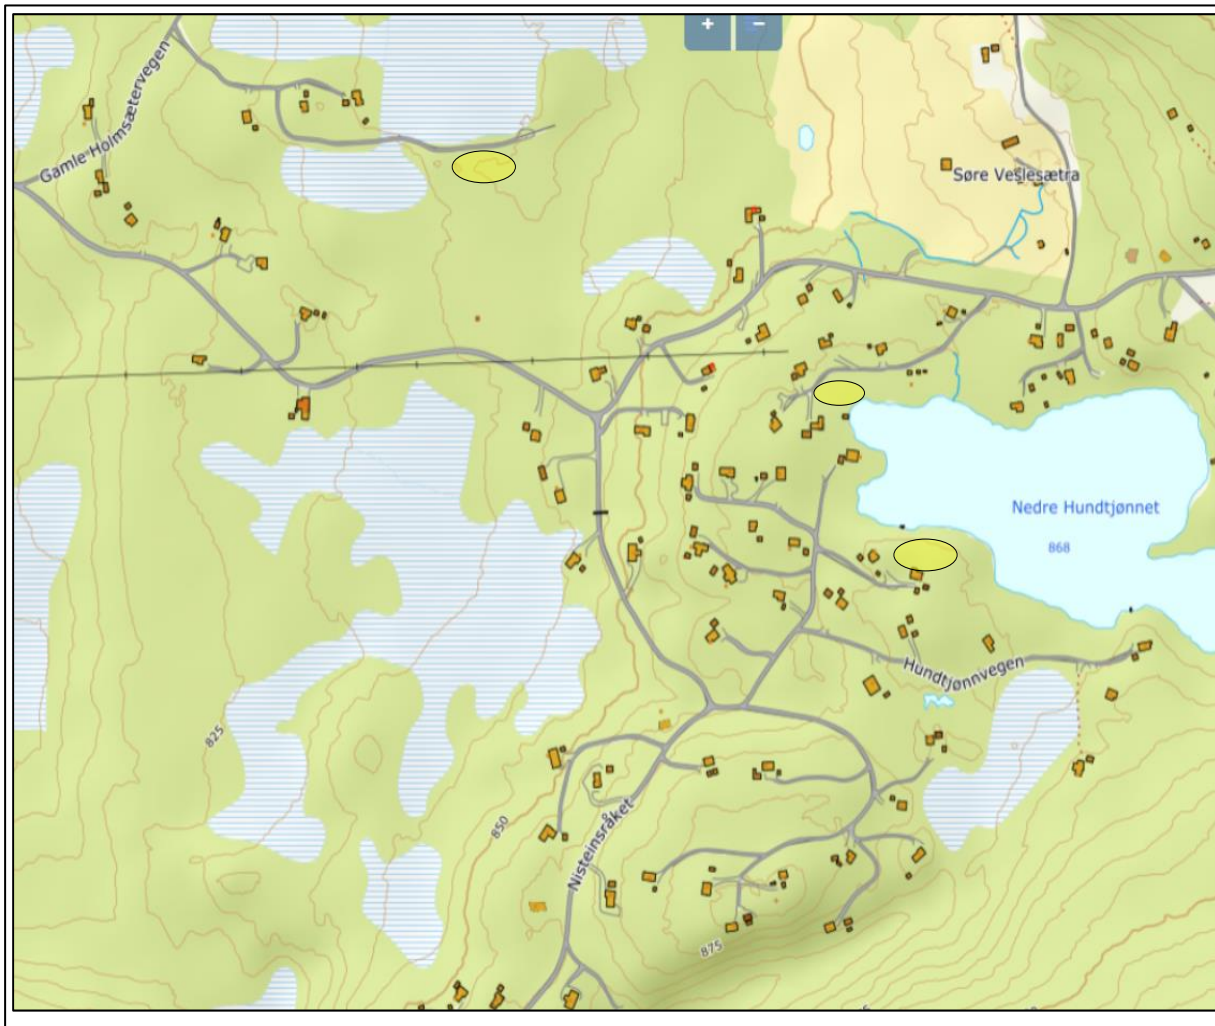 + −
Gamle Holmsætervegen
Søre Veslesætra
Nedre Hundtjønnet
868
Hundtjønnvegen
825
850
Nisteinsråket
875